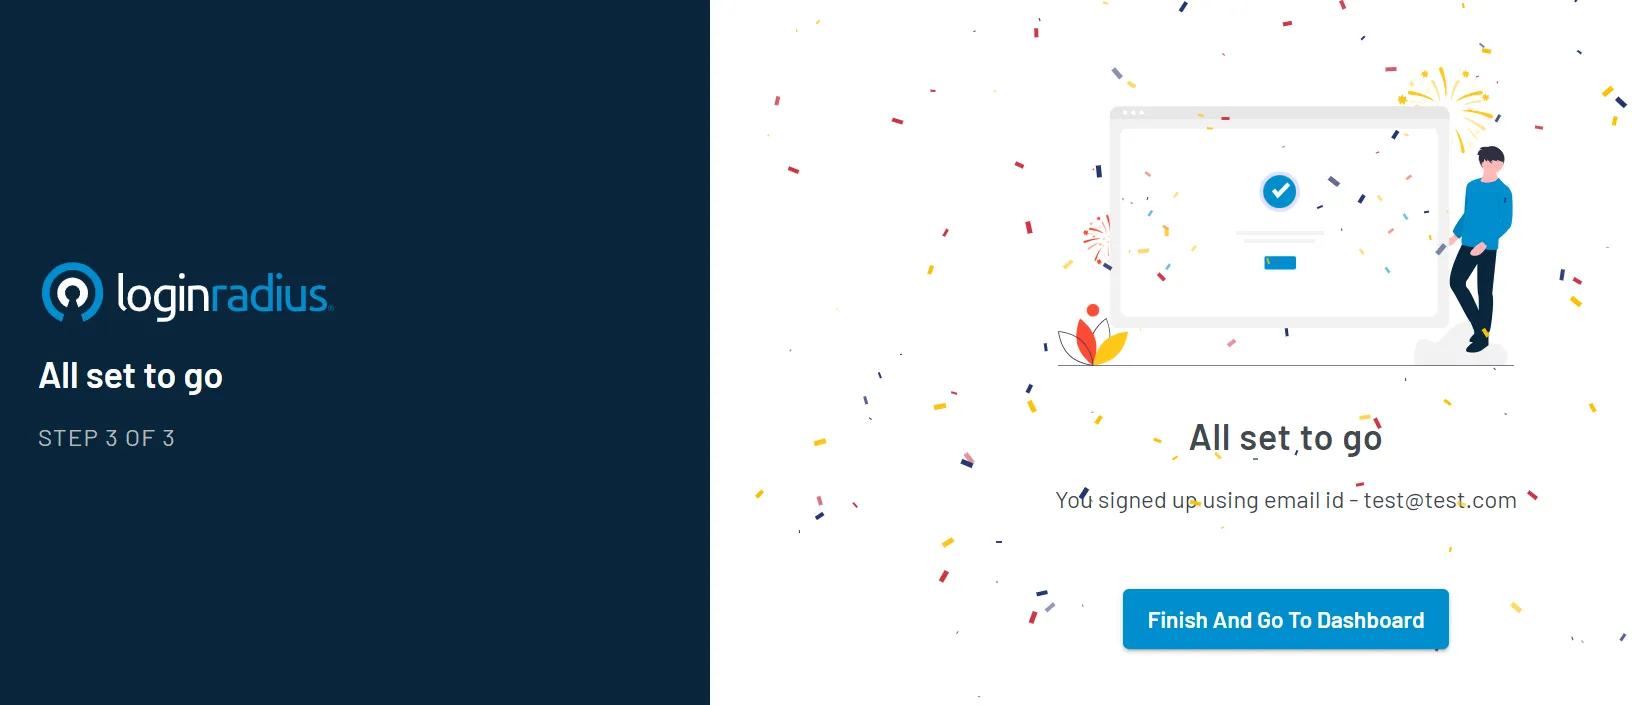 loginradius
All set to go
STEP 3 OF 3
All set to go
You signed up using email id - test@test.com
Finish And Go To Dashboard